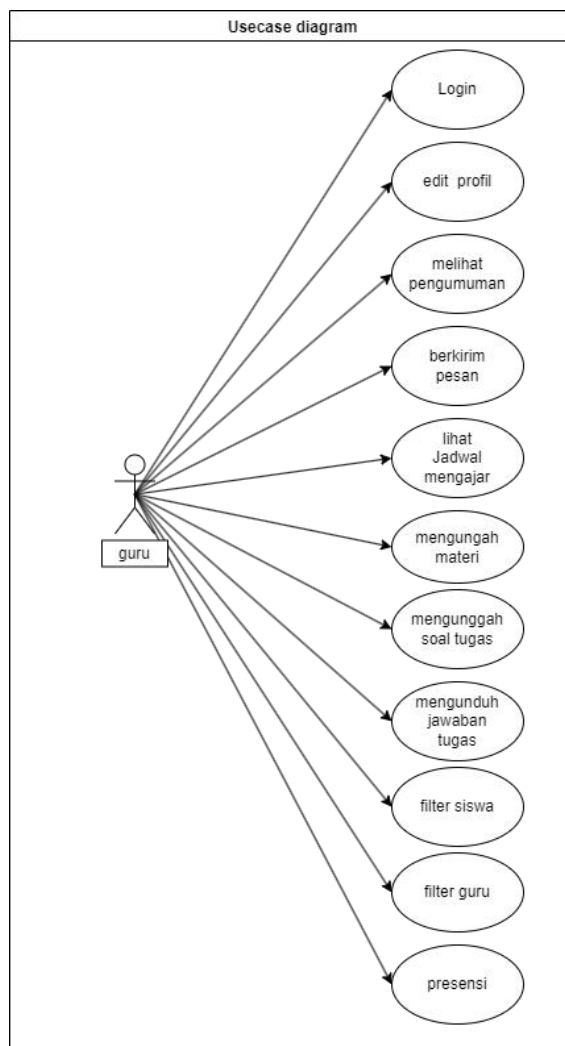 Usecase diagram
Login
edit profil
melihat
pengumuman
berkirim
pesan
lihat
Jadwal
mengajar
guru
mengungah
materi
mengunggah
soal tugas
mengunduh
jawaban
tugas
filter siswa
filter guru
presensi